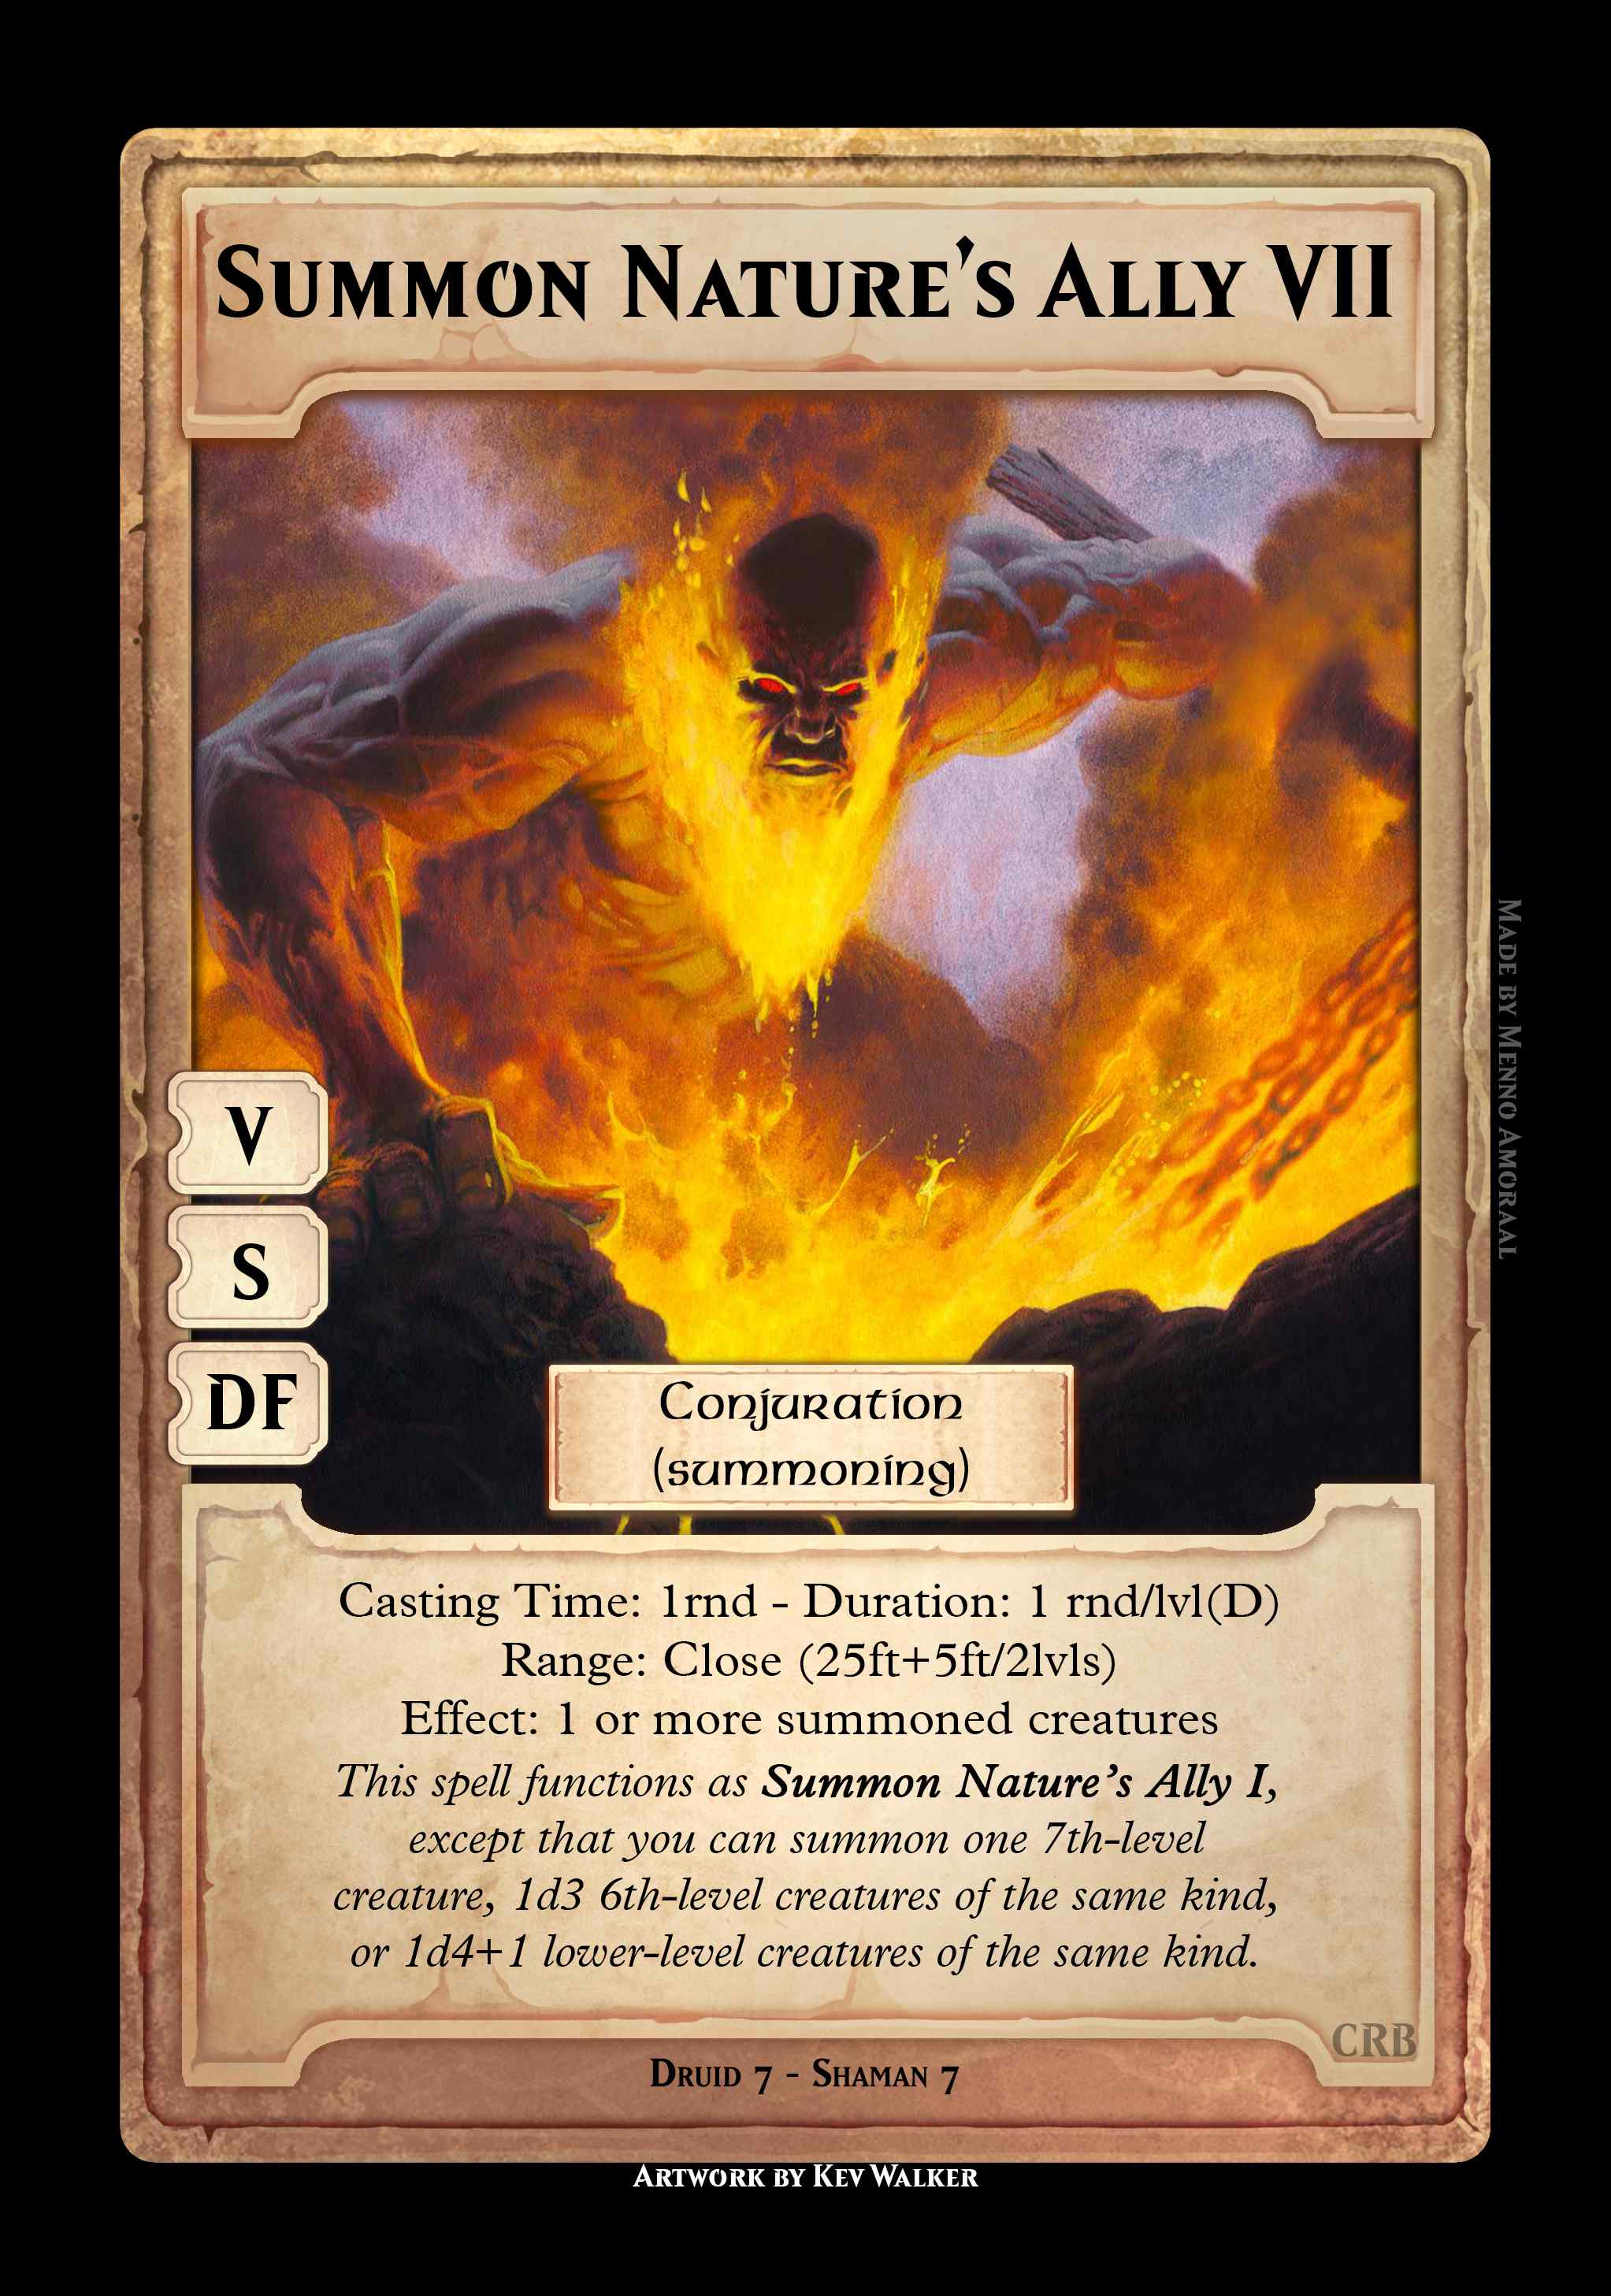 Summon Nature's Ally VII
V
S
DF
Conjuration
(summoning)
Casting Time: 1rnd - Duration: 1 rnd/lvl(D)
Range: Close (25ft+5ft/2lvls)
Effect: 1 or more summoned creatures
This spell functions as Summon Nature's Ally I,
except that you can summon one 7th-level
creature, 1d3 6th-level creatures of the same kind,
or 1d4+1 lower-level creatures of the same kind.
CRB
Druid 7 - Shaman 7
Artwork by Kev Walker
Made by Menno Amoraal